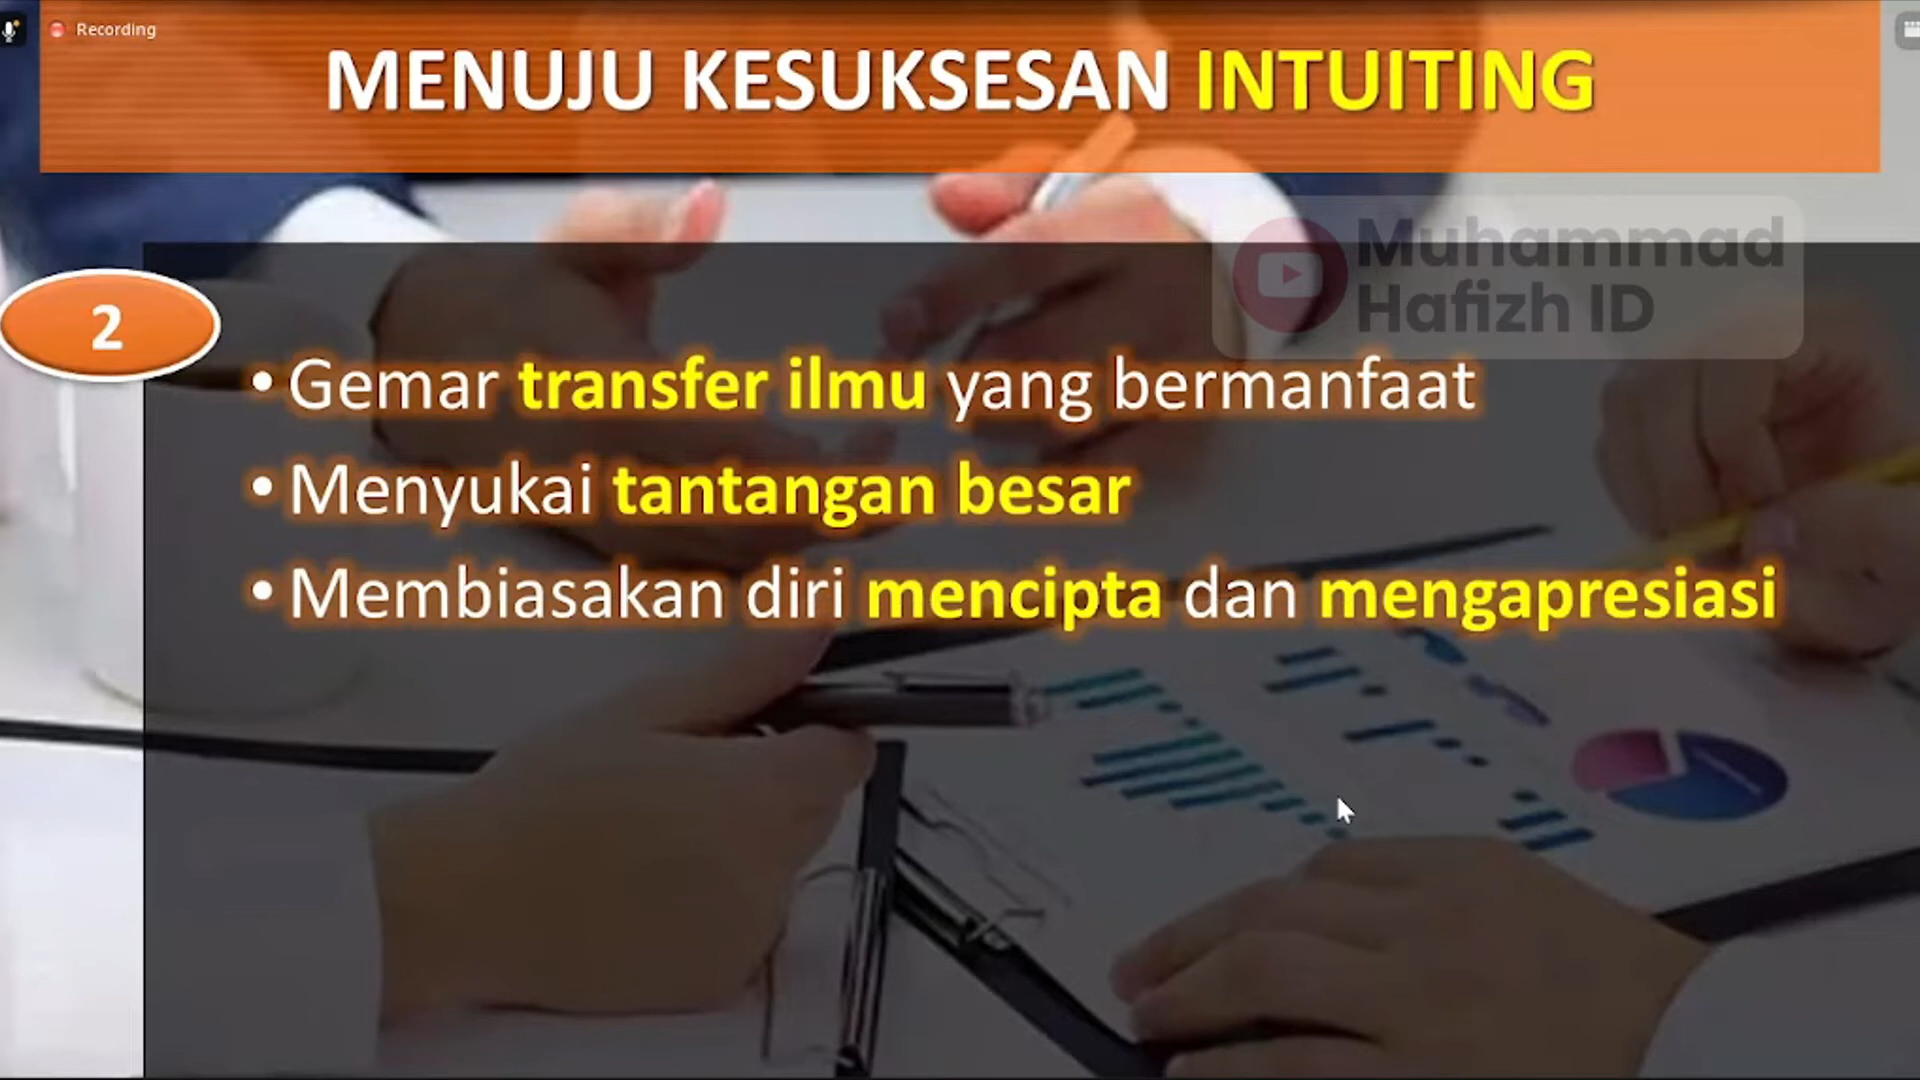 Recording
MENUJU KESUKSESAN INTUITING
Muhammad
Hafizh ID
2
• Gemar transfer ilmu yang bermanfaat
• Menyukai tantangan besar
• Membiasakan diri mencipta dan mengapresiasi